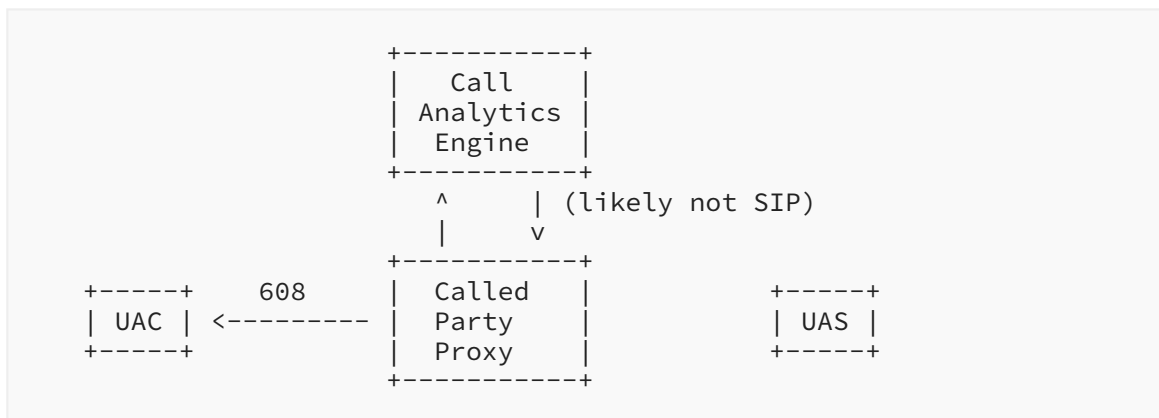 +-----------+
|   Call    |
| Analytics |
|  Engine   |
+-----------+
^     | (likely not SIP)
|     v
+-----------+
+-----+    608    |  Called   |           +-----+
| UAC | <--------- |  Party    |           | UAS |
+-----+           |  Proxy    |           +-----+
+-----------+